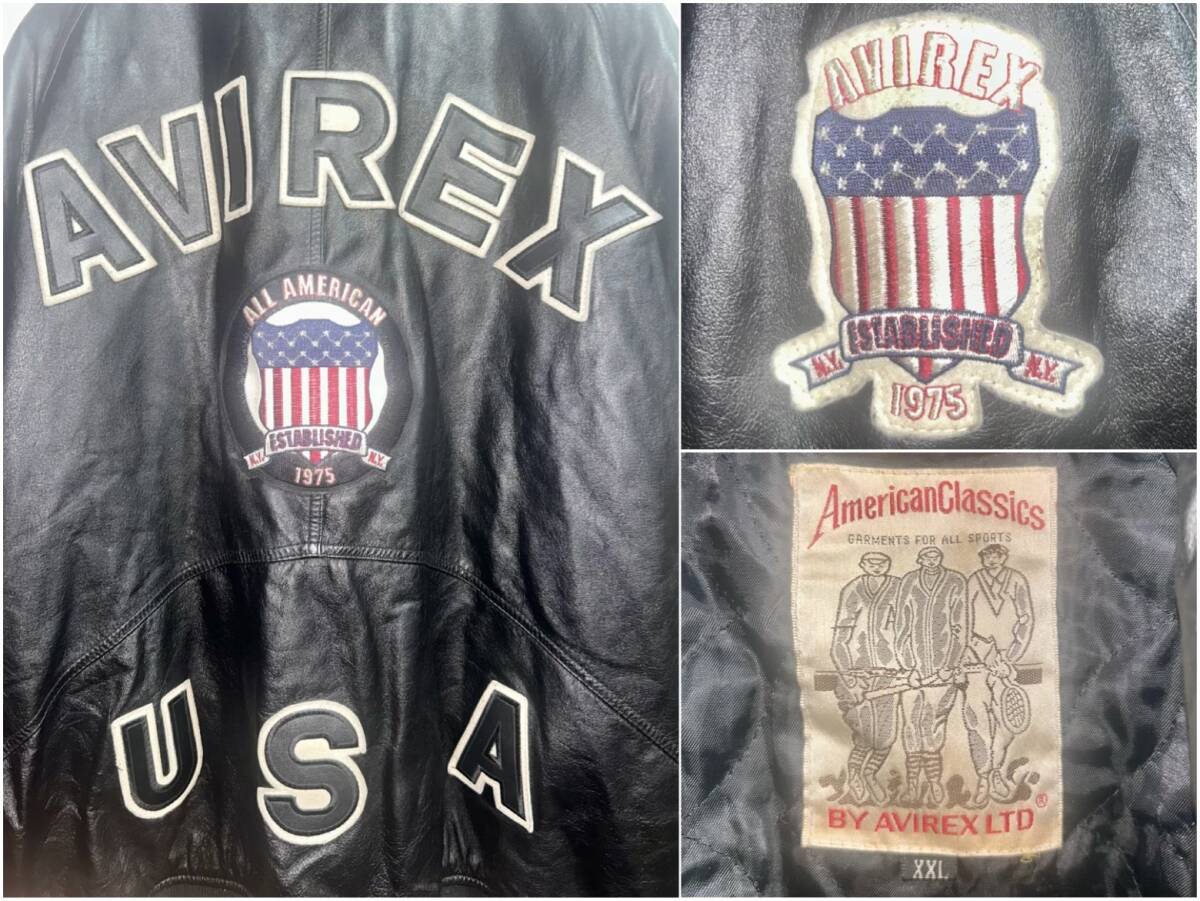 AVIREX
ALL AMERICAN
ESTABLISHED
N.Y. N.Y.
1975
USA
AVIREX
ESTABLISHED
N.Y. N.Y.
1975
AmericanClassics
GARMENTS FOR ALL SPORTS
A
BY AVIREX LTD®
XXL